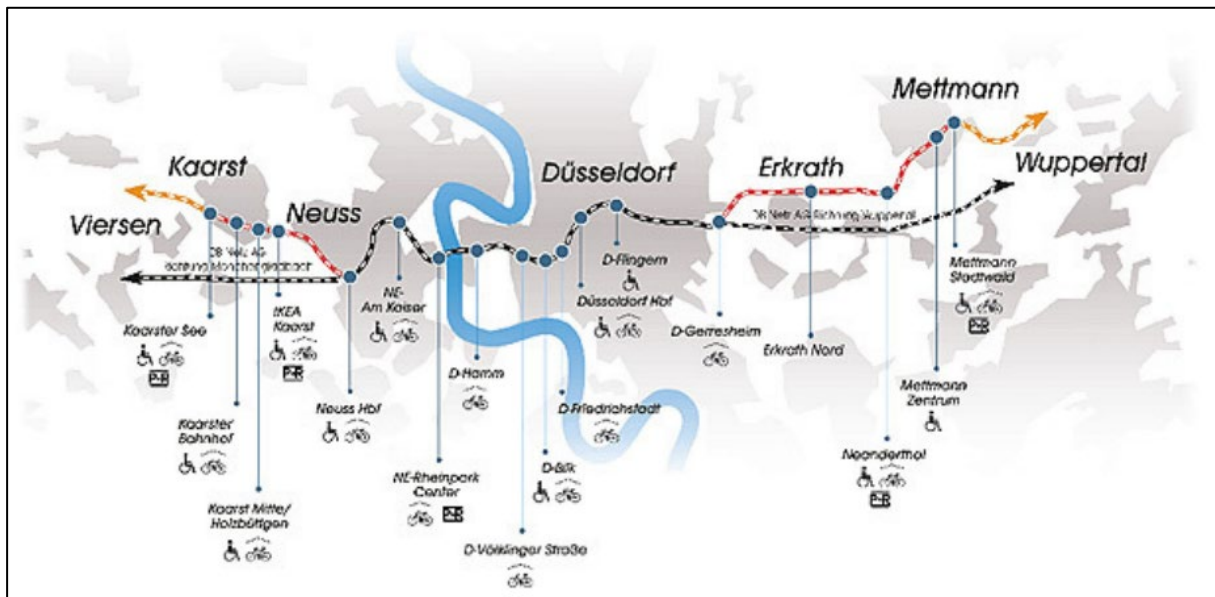 Kaarst
Viersen
Neuss
Düsseldorf
Erkrath
Mettmann
Wuppertal
DB Netz AG
DB Netz AG Richtung Wuppertal
Kaarster See
P+R
Kaarster
Bahnhof
Kaarst Mitte/
Holzbüttgen
IKEA
Kaarst
P+R
Neuss Hbf
NE-
Am Kaiser
NE-Rheinpark
Center
P+R
D-Hamm
D-Völklinger Straße
D-Bilk
D-Friedrichstadt
Düsseldorf Hbf
D-Flingern
D-Gerresheim
Erkrath Nord
Neanderthal
P+R
Mettmann
Zentrum
Mettmann
Stadtwald
P+R